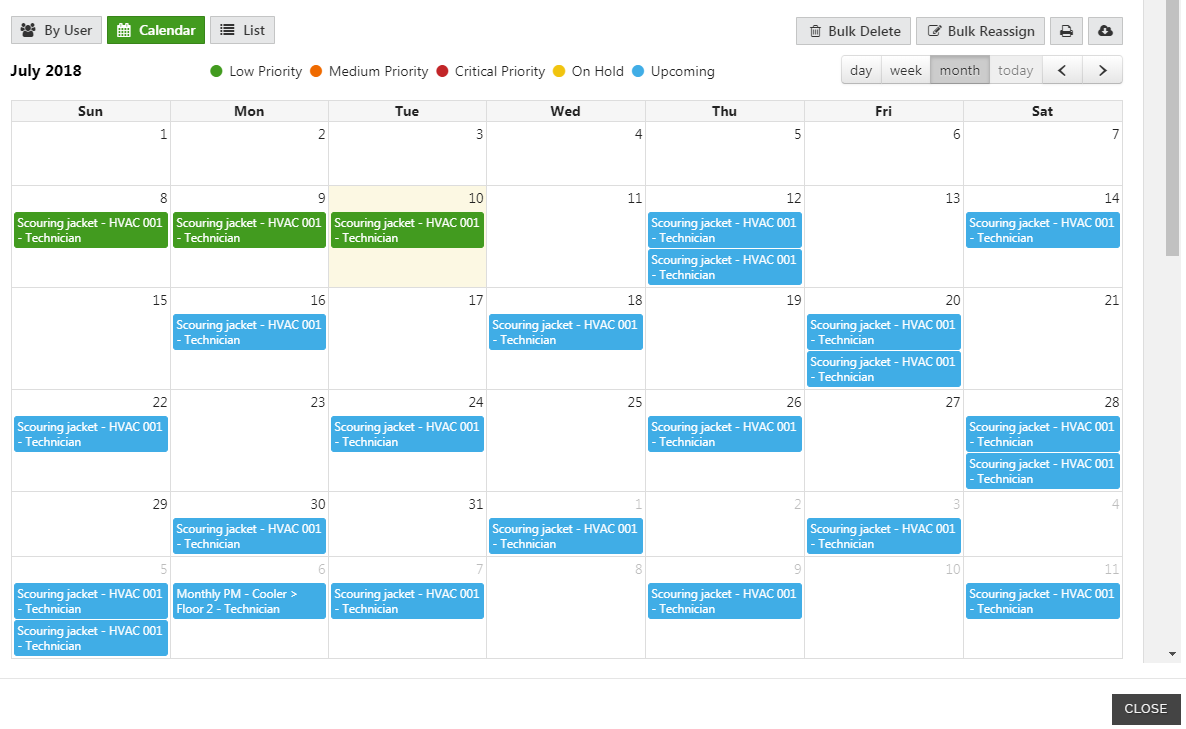 By User Calendar List Bulk Delete Bulk Reassign
July 2018 Low Priority Medium Priority Critical Priority On Hold Upcoming day week month today
Sun Mon Tue Wed Thu Fri Sat
1 2 3 4 5 6 7
8 9 10 11 12 13 14
Scouring jacket - HVAC 001 Scouring jacket - HVAC 001 Scouring jacket - HVAC 001 Scouring jacket - HVAC 001 Scouring jacket - HVAC 001
- Technician - Technician - Technician - Technician - Technician
Scouring jacket - HVAC 001
- Technician
15 16 17 18 19 20 21
Scouring jacket - HVAC 001 Scouring jacket - HVAC 001 Scouring jacket - HVAC 001
- Technician - Technician - Technician
Scouring jacket - HVAC 001
- Technician
22 23 24 25 26 27 28
Scouring jacket - HVAC 001 Scouring jacket - HVAC 001 Scouring jacket - HVAC 001 Scouring jacket - HVAC 001
- Technician - Technician - Technician - Technician
Scouring jacket - HVAC 001
- Technician
29 30 31 1 2 3 4
Scouring jacket - HVAC 001 Scouring jacket - HVAC 001 Scouring jacket - HVAC 001
- Technician - Technician - Technician
5 6 7 8 9 10 11
Scouring jacket - HVAC 001 Monthly PM - Cooler > Scouring jacket - HVAC 001 Scouring jacket - HVAC 001 Scouring jacket - HVAC 001
- Technician Floor 2 - Technician - Technician - Technician - Technician
Scouring jacket - HVAC 001
- Technician
CLOSE